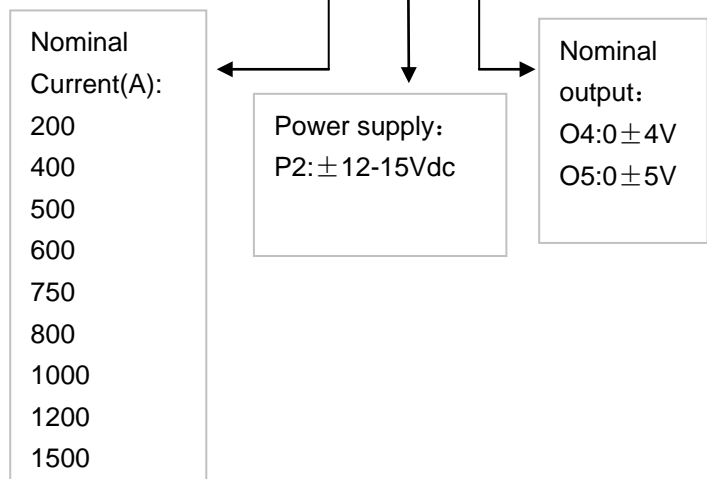 Nominal
Current(A):
200
400
500
600
750
800
1000
1200
1500
Power supply：
P2:±12-15Vdc
Nominal
output：
O4:0±4V
O5:0±5V